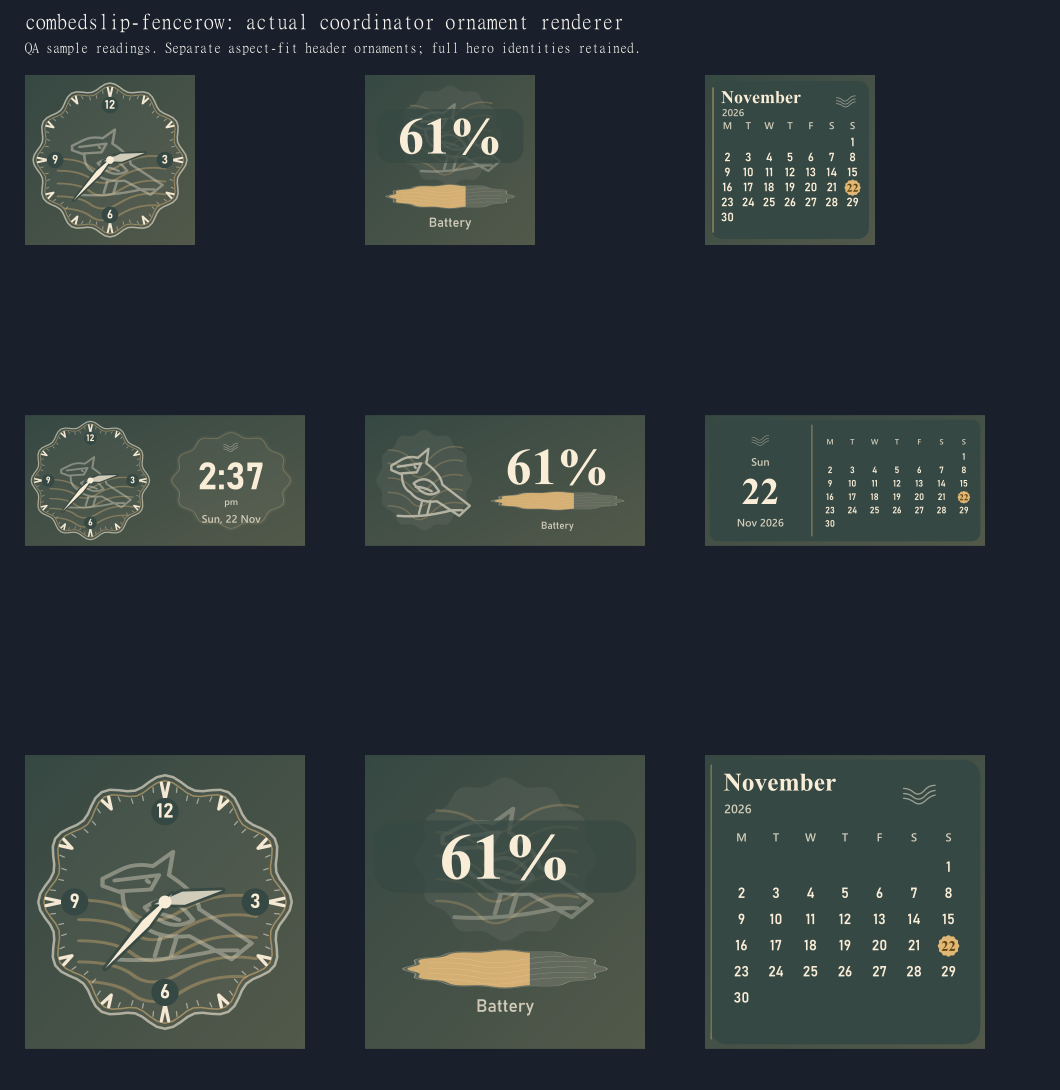 combedslip-fencerow: actual coordinator ornament renderer
QA sample readings. Separate aspect-fit header ornaments; full hero identities retained.
12
9
3
6
61%
Battery
November
2026
M T W T F S S
1
2 3 4 5 6 7 8
9 10 11 12 13 14 15
16 17 18 19 20 21 22
23 24 25 26 27 28 29
30
12
9
3
6
2:37
pm
Sun, 22 Nov
61%
Battery
Sun
22
Nov 2026
M T W T F S S
1
2 3 4 5 6 7 8
9 10 11 12 13 14 15
16 17 18 19 20 21 22
23 24 25 26 27 28 29
30
12
9
3
6
61%
Battery
November
2026
M T W T F S S
1
2 3 4 5 6 7 8
9 10 11 12 13 14 15
16 17 18 19 20 21 22
23 24 25 26 27 28 29
30